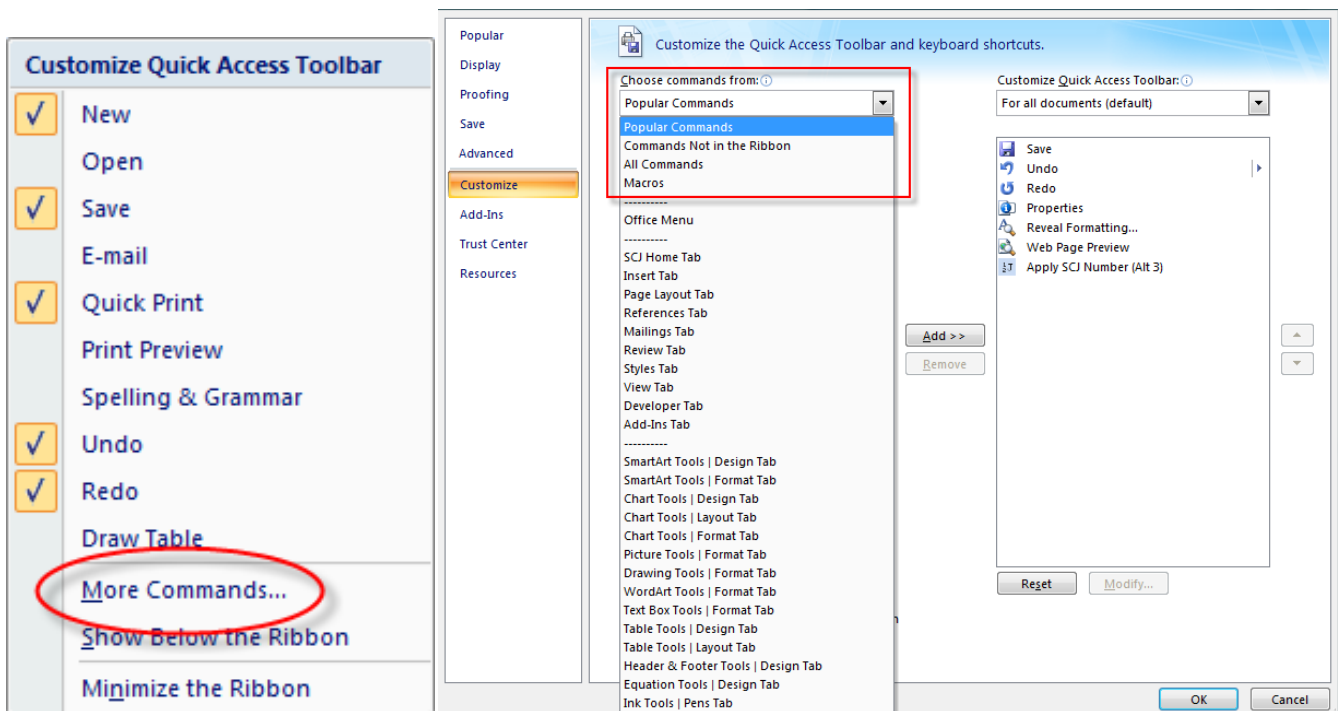 Customize Quick Access Toolbar
New
Open
Save
E-mail
Quick Print
Print Preview
Spelling & Grammar
Undo
Redo
Draw Table
More Commands...
Show Below the Ribbon
Minimize the Ribbon
Popular
Display
Proofing
Save
Advanced
Customize
Add-Ins
Trust Center
Resources
Customize the Quick Access Toolbar and keyboard shortcuts.
Choose commands from:
Popular Commands
Popular Commands
Commands Not in the Ribbon
All Commands
Macros
----------
Office Menu
----------
SCJ Home Tab
Insert Tab
Page Layout Tab
References Tab
Mailings Tab
Review Tab
Styles Tab
View Tab
Developer Tab
Add-Ins Tab
----------
SmartArt Tools | Design Tab
SmartArt Tools | Format Tab
Chart Tools | Design Tab
Chart Tools | Layout Tab
Chart Tools | Format Tab
Picture Tools | Format Tab
Drawing Tools | Format Tab
WordArt Tools | Format Tab
Text Box Tools | Format Tab
Table Tools | Design Tab
Table Tools | Layout Tab
Header & Footer Tools | Design Tab
Equation Tools | Design Tab
Ink Tools | Pens Tab
Add >>
Remove
Customize Quick Access Toolbar:
For all documents (default)
Save
Undo
Redo
Properties
Reveal Formatting...
Web Page Preview
Apply SCJ Number (Alt 3)
Reset
Modify...
OK
Cancel